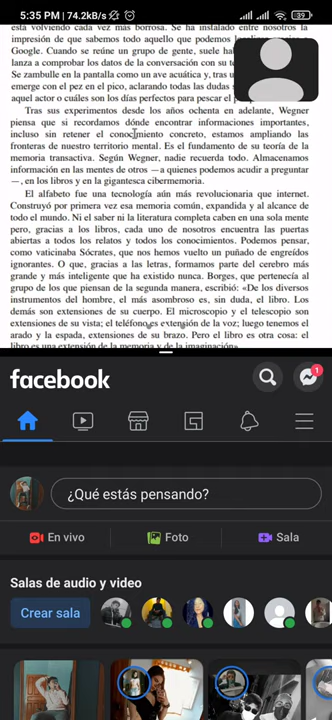 5:35 PM | 74.2kB/s
39
está volviendo cada vez más borrosa. Se ha instalado entre nosotros la
impresión de que sabemos todo aquello que podemos
Google. Cuando se reúne un grupo de gente, suele
lanza a comprobar los datos de la conversación con su
Se zambulle en la pantalla como un ave acuática y, tras
emerge con el pez en el pico, aclarando todas las dudas
aquel actor o cuáles son los días perfectos para pescar el
Tras sus experimentos desde los años ochenta en adelante, Wegner
piensa que si recordamos dónde encontrar informaciones importantes,
incluso sin retener el conocimiento concreto, estamos ampliando las
fronteras de nuestro territorio mental. Es el fundamento de su teoría de la
memoria transactiva. Según Wegner, nadie recuerda todo. Almacenamos
información en las mentes de otros —a quienes podemos acudir a preguntar
—, en los libros y en la gigantesca cibermemoria.
El alfabeto fue una tecnología aún más revolucionaria que internet.
Construyó por primera vez esa memoria común, expandida y al alcance de
todo el mundo. Ni el saber ni la literatura completa caben en una sola mente
pero, gracias a los libros, cada uno de nosotros encuentra las puertas
abiertas a todos los relatos y todos los conocimientos. Podemos pensar,
como vaticinaba Sócrates, que nos hemos vuelto un puñado de engreídos
ignorantes. O que, gracias a las letras, formamos parte del cerebro más
grande y más inteligente que ha existido nunca. Borges, que pertenecía al
grupo de los que piensan de la segunda manera, escribió: «De los diversos
instrumentos del hombre, el más asombroso es, sin duda, el libro. Los
demás son extensiones de su cuerpo. El microscopio y el telescopio son
extensiones de su vista; el teléfono es extensión de la voz; luego tenemos el
arado y la espada, extensiones de su brazo. Pero el libro es otra cosa: el
libro es una extensión de la memoria y de la imaginación».
facebook
1
¿Qué estás pensando?
En vivo
Foto
Sala
Salas de audio y video
Crear sala